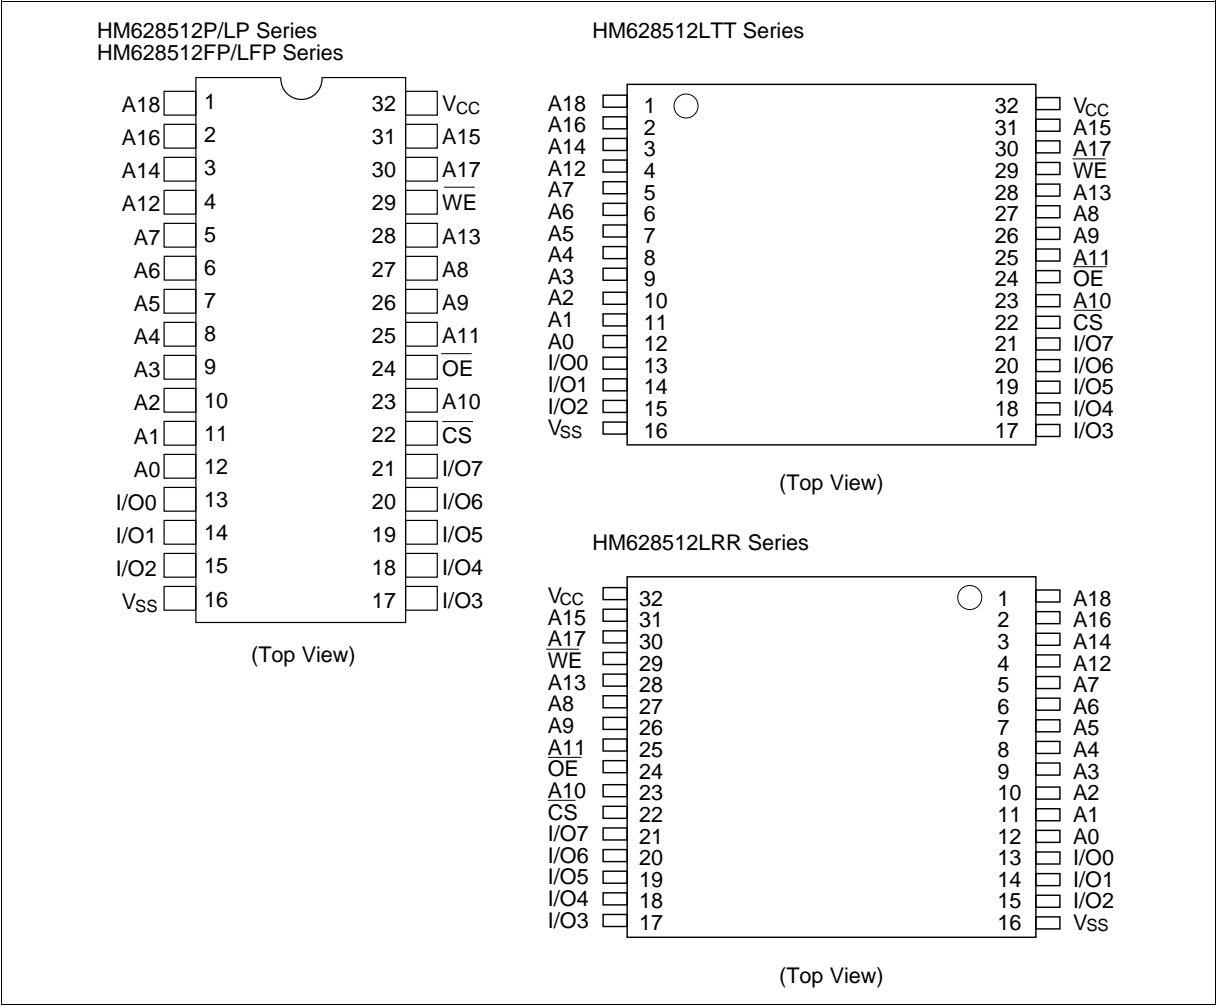 HM628512P/LP Series
HM628512FP/LFP Series
A18 1 32 VCC
A16 2 31 A15
A14 3 30 A17
A12 4 29 WE
A7 5 28 A13
A6 6 27 A8
A5 7 26 A9
A4 8 25 A11
A3 9 24 OE
A2 10 23 A10
A1 11 22 CS
A0 12 21 I/O7
I/O0 13 20 I/O6
I/O1 14 19 I/O5
I/O2 15 18 I/O4
VSS 16 17 I/O3
(Top View)
HM628512LTT Series
A18 1 32 VCC
A16 2 31 A15
A14 3 30 A17
A12 4 29 WE
A7 5 28 A13
A6 6 27 A8
A5 7 26 A9
A4 8 25 A11
A3 9 24 OE
A2 10 23 A10
A1 11 22 CS
A0 12 21 I/O7
I/O0 13 20 I/O6
I/O1 14 19 I/O5
I/O2 15 18 I/O4
VSS 16 17 I/O3
(Top View)
HM628512LRR Series
VCC 32 1 A18
A15 31 2 A16
A17 30 3 A14
WE 29 4 A12
A13 28 5 A7
A8 27 6 A6
A9 26 7 A5
A11 25 8 A4
OE 24 9 A3
A10 23 10 A2
CS 22 11 A1
I/O7 21 12 A0
I/O6 20 13 I/O0
I/O5 19 14 I/O1
I/O4 18 15 I/O2
I/O3 17 16 VSS
(Top View)